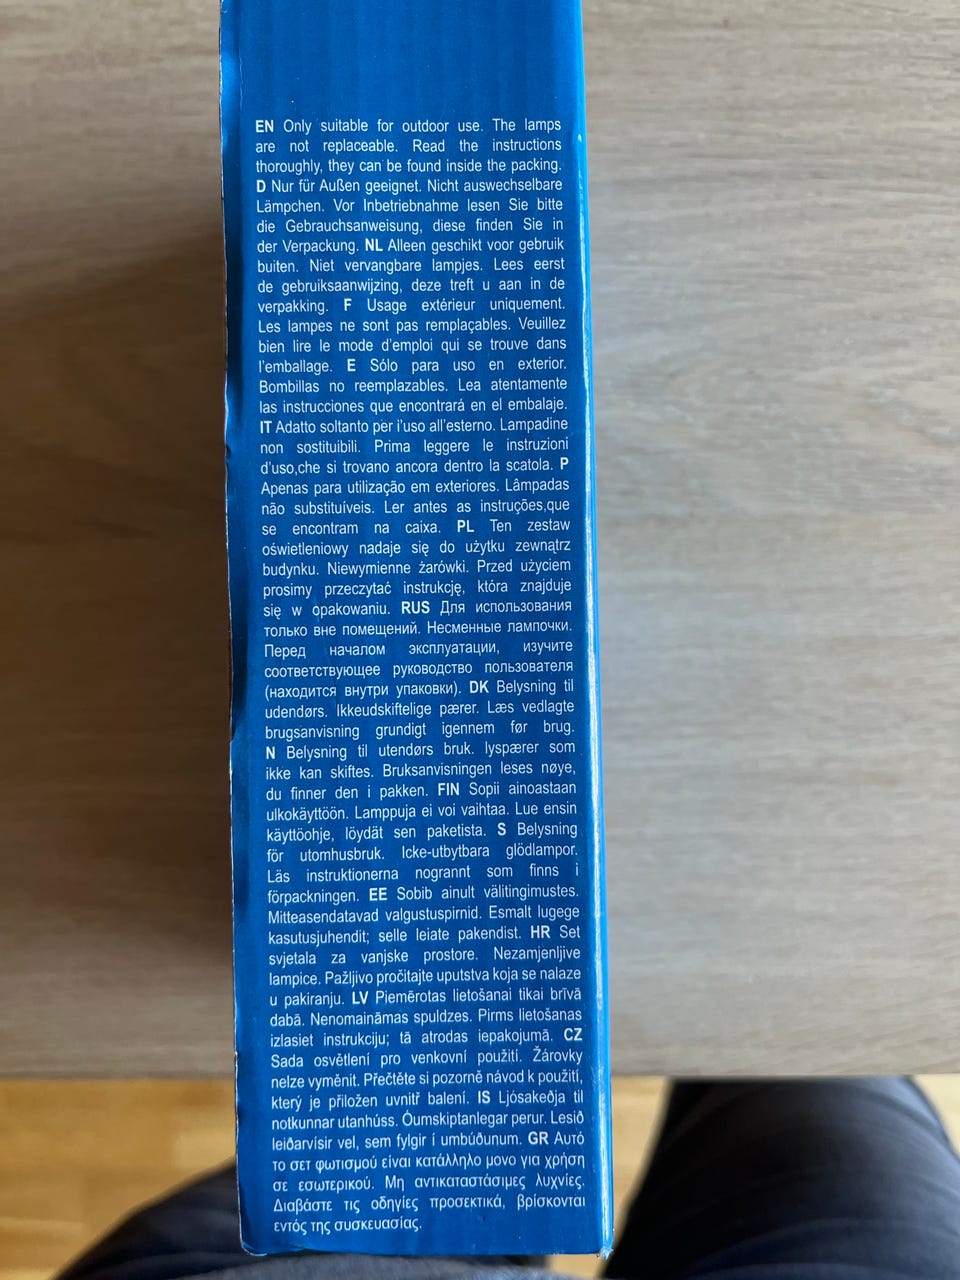 EN Only suitable for outdoor use. The lamps
are not replaceable. Read the instructions
thoroughly, they can be found inside the packing.
D Nur für Außen geeignet. Nicht auswechselbare
Lämpchen. Vor Inbetriebnahme lesen Sie bitte
die Gebrauchsanweisung, diese finden Sie in
der Verpackung. NL Alleen geschikt voor gebruik
buiten. Niet vervangbare lampjes. Lees eerst
de gebruiksaanwijzing, deze treft u aan in de
verpakking. F Usage extérieur uniquement.
Les lampes ne sont pas remplaçables. Veuillez
bien lire le mode d'emploi qui se trouve dans
l'emballage. E Sólo para uso en exterior.
Bombillas no reemplazables. Lea atentamente
las instrucciones que encontrará en el embalaje.
IT Adatto soltanto per i'uso all'esterno. Lampadine
non sostituibili. Prima leggere le instruzioni
d'uso,che si trovano ancora dentro la scatola. P
Apenas para utilização em exteriores. Lâmpadas
não substituíveis. Ler antes as instruções,que
se encontram na caixa. PL Ten zestaw
oświetleniowy nadaje się do użytku zewnątrz
budynku. Niewymienne żarówki. Przed użyciem
prosimy przeczytać instrukcję, która znajduje
się w opakowaniu. RUS Для использования
только вне помещений. Несменные лампочки.
Перед началом эксплуатации, изучите
соответствующее руководство пользователя
(находится внутри упаковки). DK Belysning til
udendørs. Ikkeudskiftelige pærer. Læs vedlagte
brugsanvisning grundigt igennem før brug.
N Belysning til utendørs bruk. lyspærer som
ikke kan skiftes. Bruksanvisningen leses nøye,
du finner den i pakken. FIN Sopii ainoastaan
ulkokäyttöön. Lamppuja ei voi vaihtaa. Lue ensin
käyttöohje, löydät sen paketista. S Belysning
för utomhusbruk. Icke-utbytbara glödlampor.
Läs instruktionerna nogrannt som finns i
förpackningen. EE Sobib ainult välitingimustes.
Mitteasendatavad valgustuspirnid. Esmalt lugege
kasutusjuhendit; selle leiate pakendist. HR Set
svjetala za vanjske prostore. Nezamjenljive
lampice. Pažljivo pročitajte uputstva koja se nalaze
u pakiranju. LV Piemērotas lietošanai tikai brīvā
dabā. Nenomaināmas spuldzes. Pirms lietošanas
izlasiet instrukciju; tā atrodas iepakojumā. CZ
Sada osvětlení pro venkovní použití. Žárovky
nelze vyměnit. Přečtěte si pozorně návod k použití,
který je přiložen uvnitř balení. IS Ljósakeðja til
notkunnar utanhúss. Óumskiptanlegar perur. Lesið
leiðarvísir vel, sem fylgir í umbúðunum. GR Αυτό
το σετ φωτισμού είναι κατάλληλο μονο για χρήση
σε εσωτερικού. Μη αντικαταστάσιμες λυχνίες.
Διαβάστε τις οδηγίες προσεκτικά, βρίσκονται
εντός της συσκευασίας.